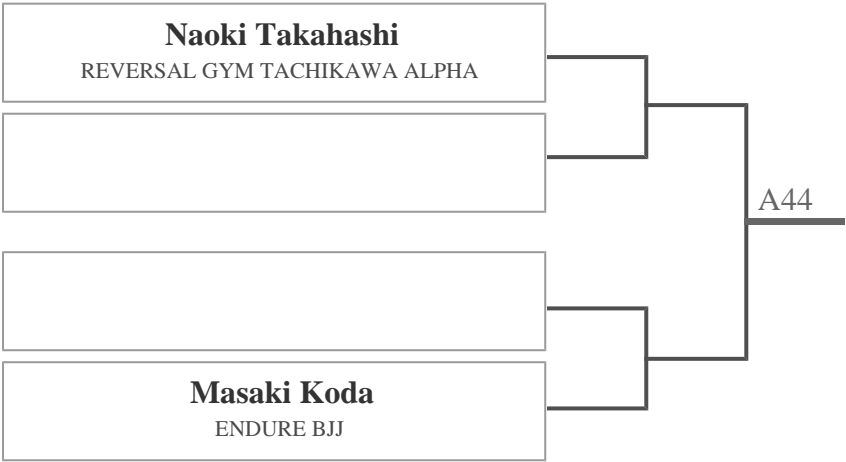 Naoki Takahashi
REVERSAL GYM TACHIKAWA ALPHA
A44
Masaki Koda
ENDURE BJJ